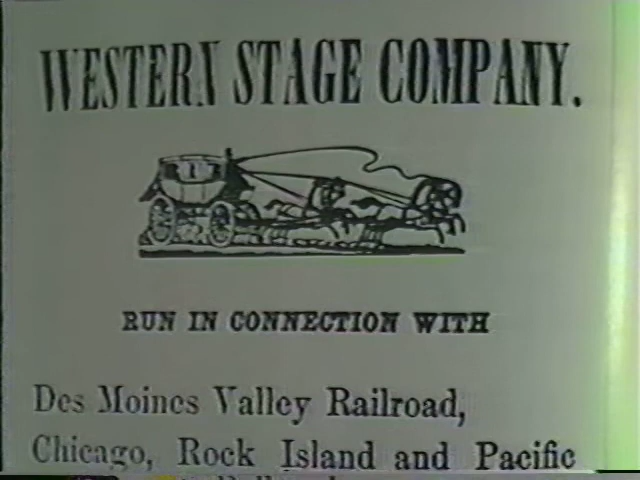 WESTERN STAGE COMPANY.
RUN IN CONNECTION WITH
Des Moines Valley Railroad,
Chicago, Rock Island and Pacific